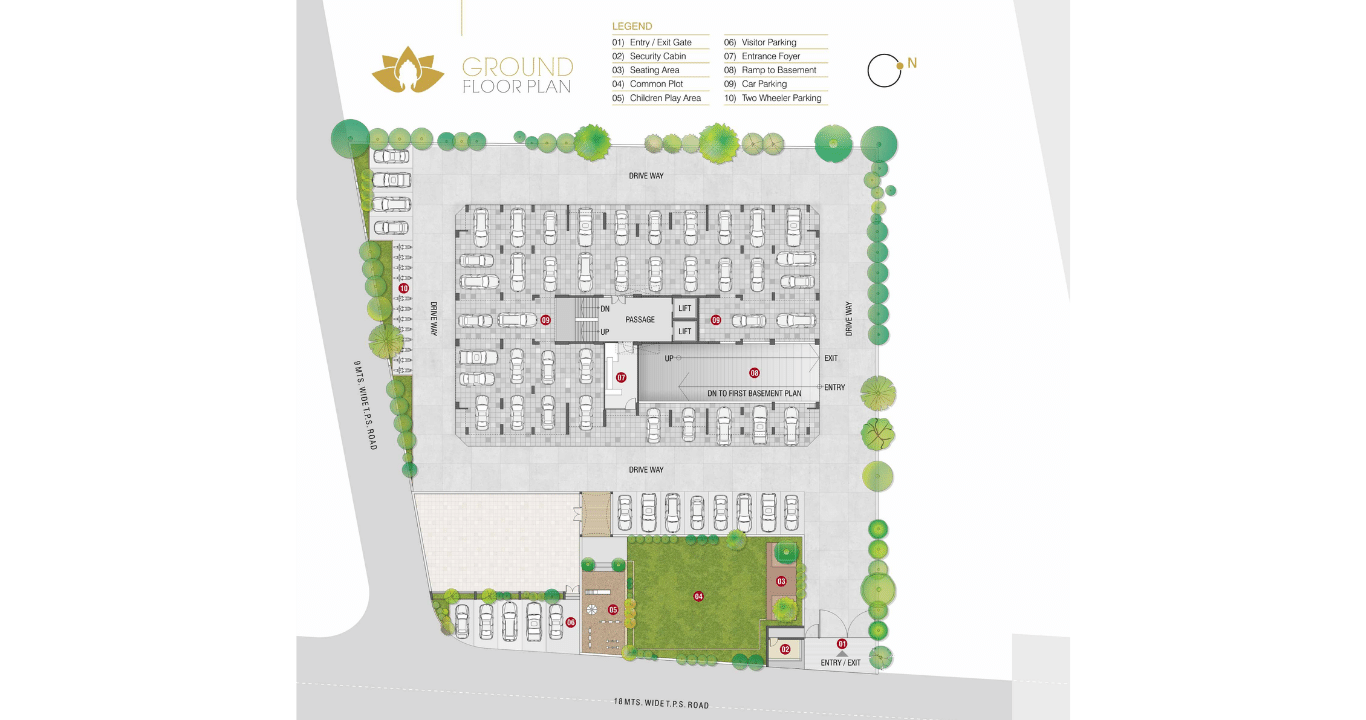 LEGEND
GROUND
FLOOR PLAN
01) Entry / Exit Gate
02) Security Cabin
03) Seating Area
04) Common Plot
05) Children Play Area
06) Visitor Parking
07) Entrance Foyer
08) Ramp to Basement
09) Car Parking
10) Two Wheeler Parking
N
DRIVE WAY
10
DRIVE WAY
DN
UP
PASSAGE
LIFT
LIFT
09
09
DRIVE WAY
UP
EXIT
08
07
ENTRY
DN TO FIRST BASEMENT PLAN
9 MTS. WIDE T.P.S. ROAD
DRIVE WAY
03
04
05
06
01
02
ENTRY / EXIT
18 MTS. WIDE T.P.S. ROAD